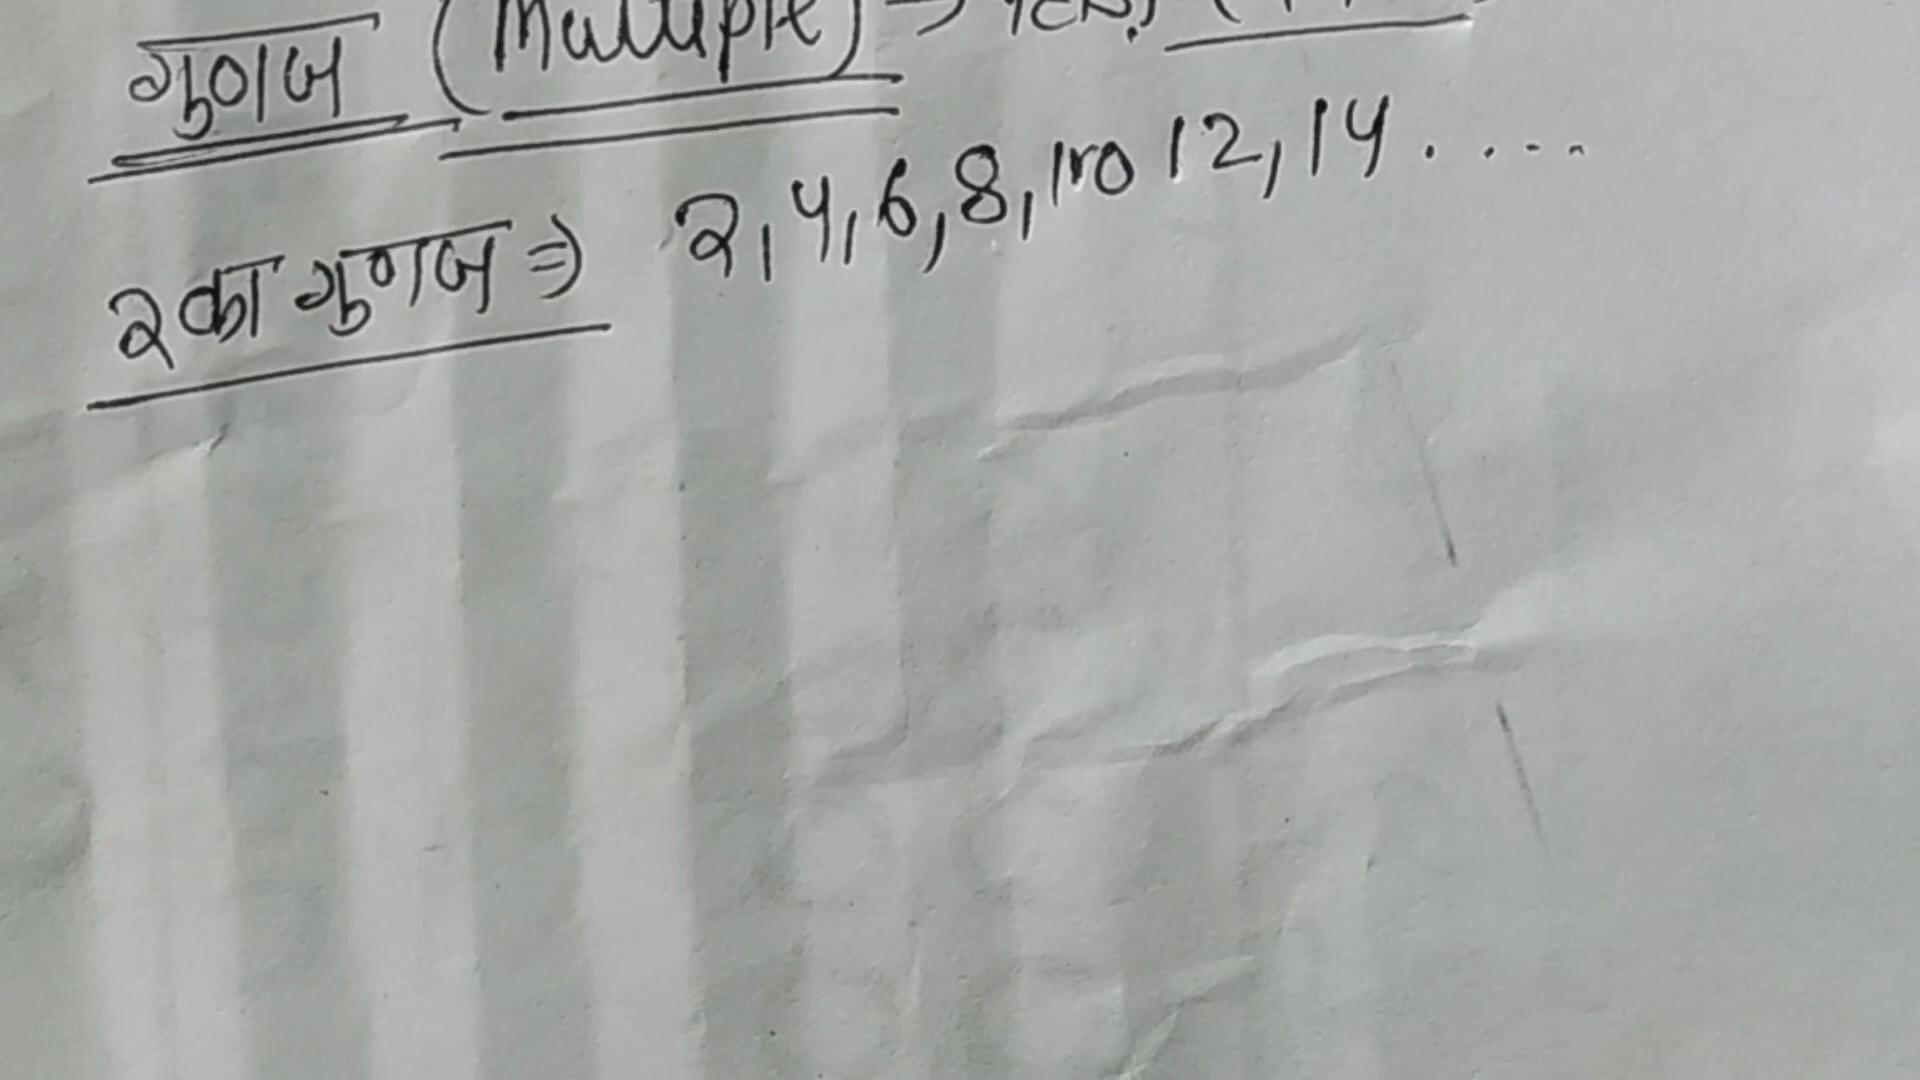 गुणज (Multiple) →
2 का गुणज ⇒ 2, 4, 6, 8, 10 12, 14 . . . . .